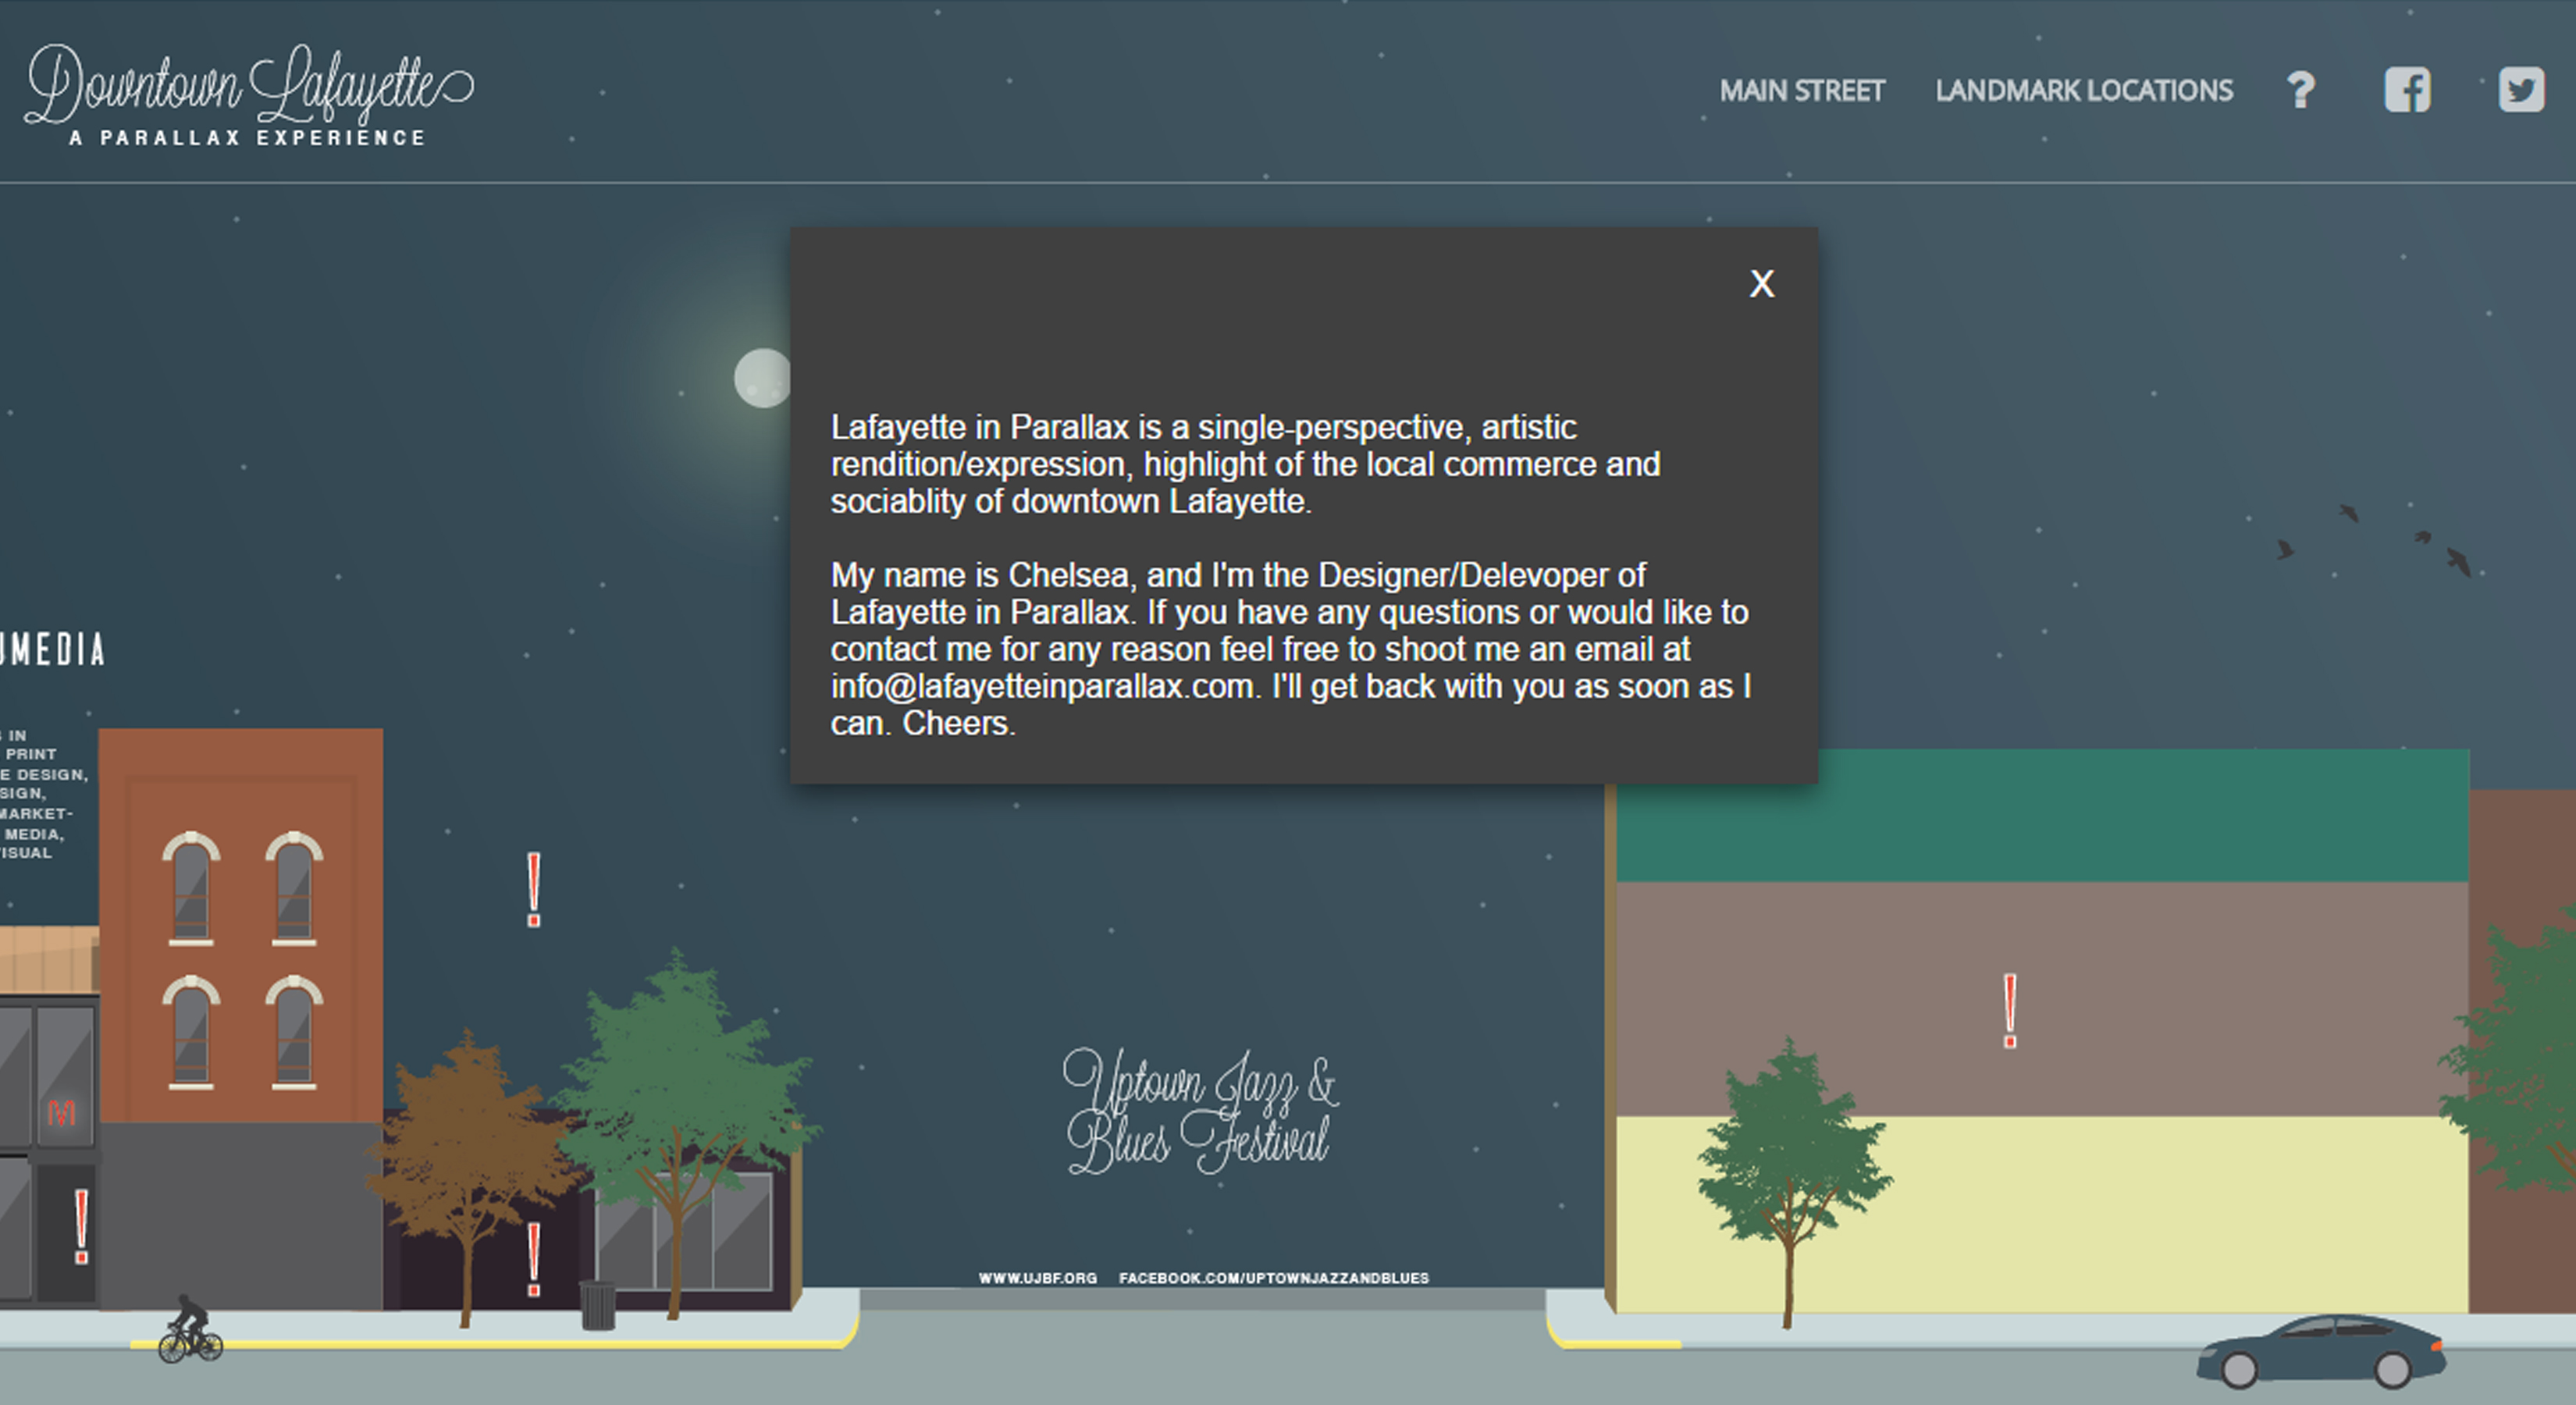 Downtown Lafayette
A PARALLAX EXPERIENCE
MAIN STREET LANDMARK LOCATIONS ?
X
Lafayette in Parallax is a single-perspective, artistic
rendition/expression, highlight of the local commerce and
sociablity of downtown Lafayette.
My name is Chelsea, and I'm the Designer/Delevoper of
Lafayette in Parallax. If you have any questions or would like to
contact me for any reason feel free to shoot me an email at
info@lafayetteinparallax.com. I'll get back with you as soon as I
can. Cheers.
UMEDIA
IN
PRINT
E DESIGN,
SIGN,
MARKET-
MEDIA,
ISUAL
!
!
M
!
!
Uptown Jazz &
Blues Festival
WWW.UJBF.ORG FACEBOOK.COM/UPTOWNJAZZANDBLUES